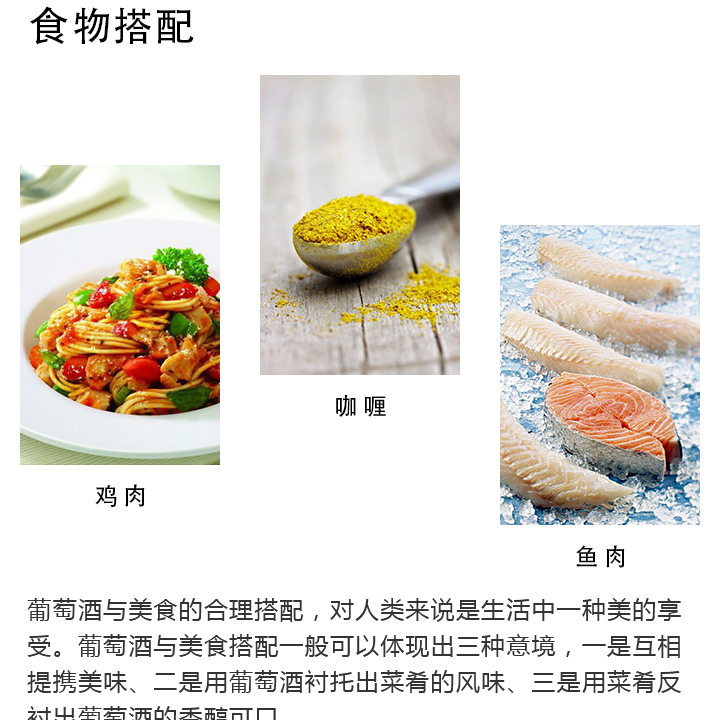 食物搭配
咖喱
鸡肉
鱼肉
葡萄酒与美食的合理搭配，对人类来说是生活中一种美的享
受。葡萄酒与美食搭配一般可以体现出三种意境，一是互相
提携美味、二是用葡萄酒衬托出菜肴的风味、三是用菜肴反
衬出葡萄酒的香醇可口